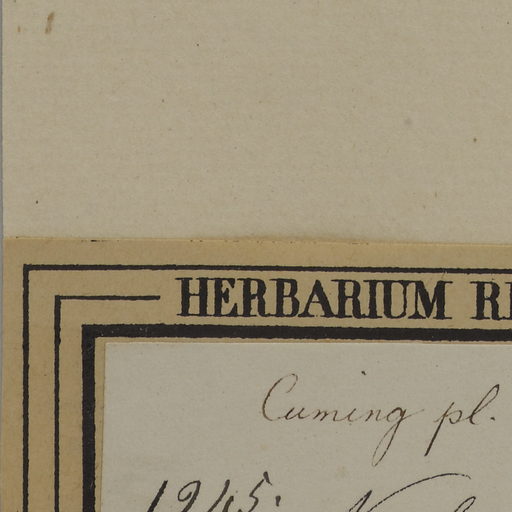 HERBARIUM
Cuming pl.
1945.